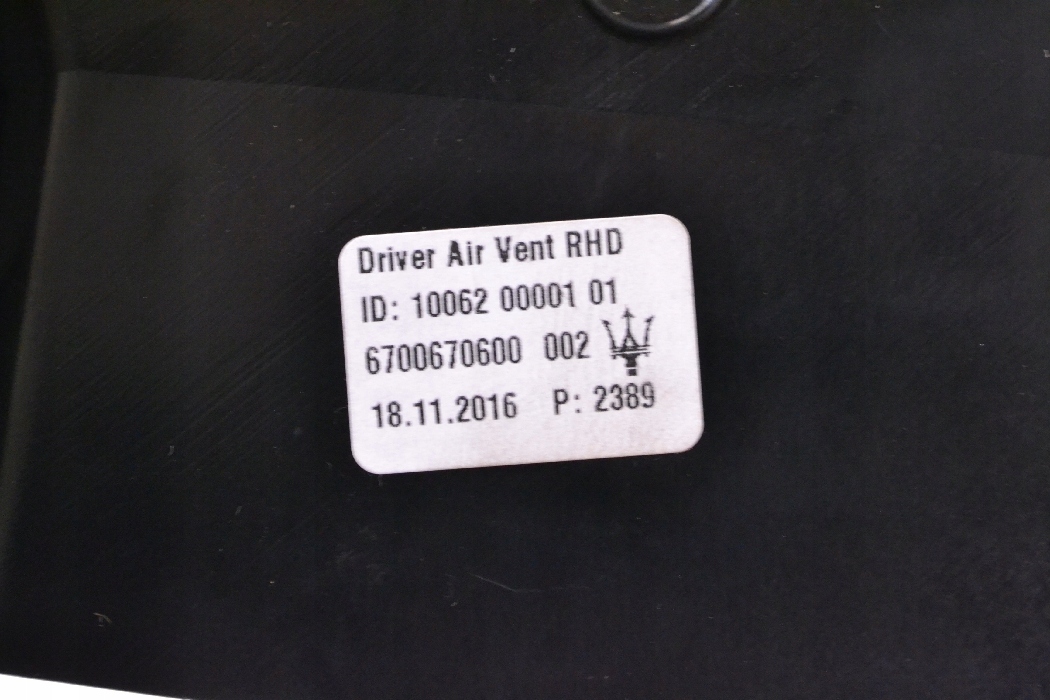 Driver Air Vent RHD
ID: 10062 00001 01
6700670600 002
18.11.2016 P: 2389